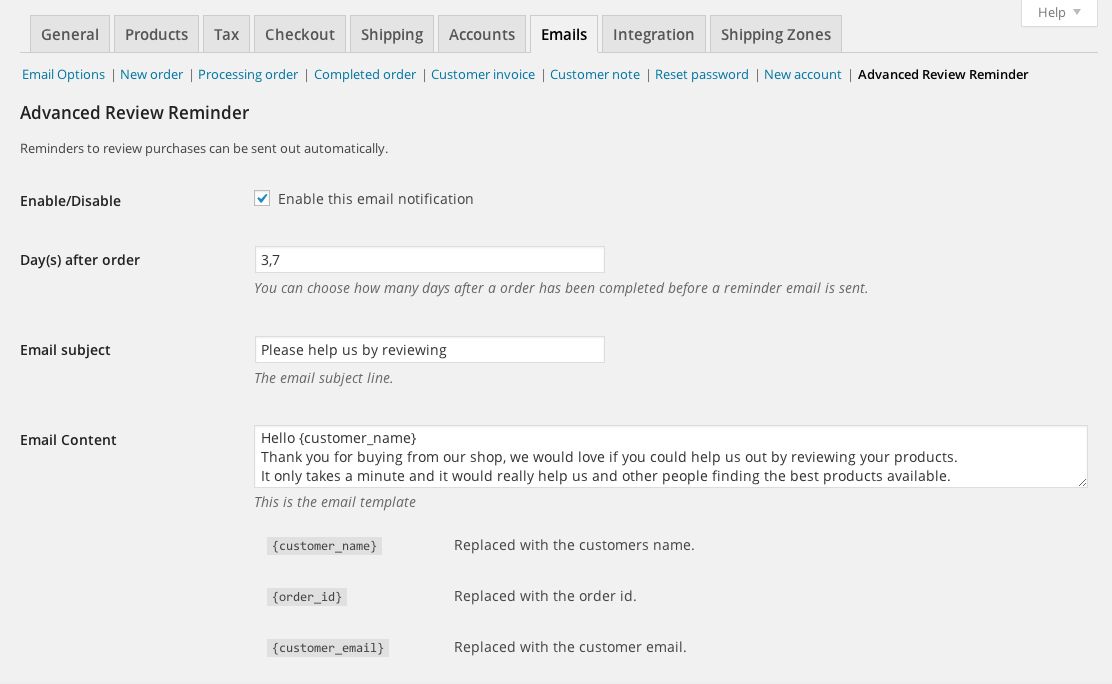 Help
General Products Tax Checkout Shipping Accounts Emails Integration Shipping Zones
Email Options | New order | Processing order | Completed order | Customer invoice | Customer note | Reset password | New account | Advanced Review Reminder
Advanced Review Reminder
Reminders to review purchases can be sent out automatically.
Enable/Disable Enable this email notification
Day(s) after order 3,7
You can choose how many days after a order has been completed before a reminder email is sent.
Email subject Please help us by reviewing
The email subject line.
Email Content Hello {customer_name}
Thank you for buying from our shop, we would love if you could help us out by reviewing your products.
It only takes a minute and it would really help us and other people finding the best products available.
This is the email template
{customer_name} Replaced with the customers name.
{order_id} Replaced with the order id.
{customer_email} Replaced with the customer email.